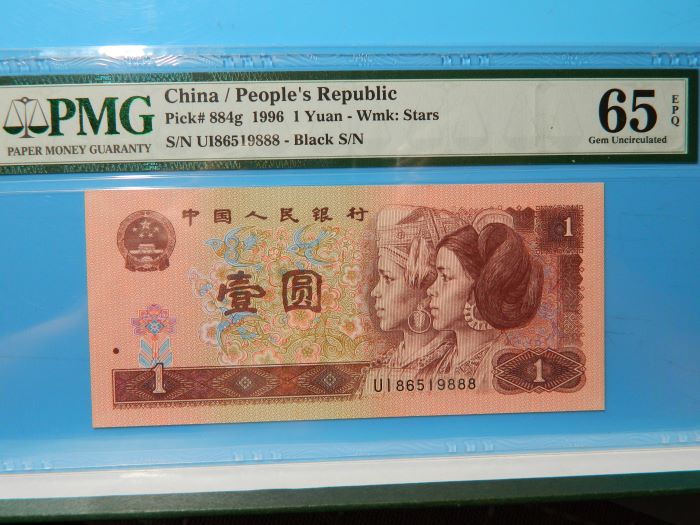 PMG
PAPER MONEY GUARANTY
China / People's Republic
Pick# 884g 1996 1 Yuan - Wmk: Stars
S/N UI86519888 - Black S/N
65 EPQ
Gem Uncirculated
中国人民银行
1
壹圆
1
UI86519888
1